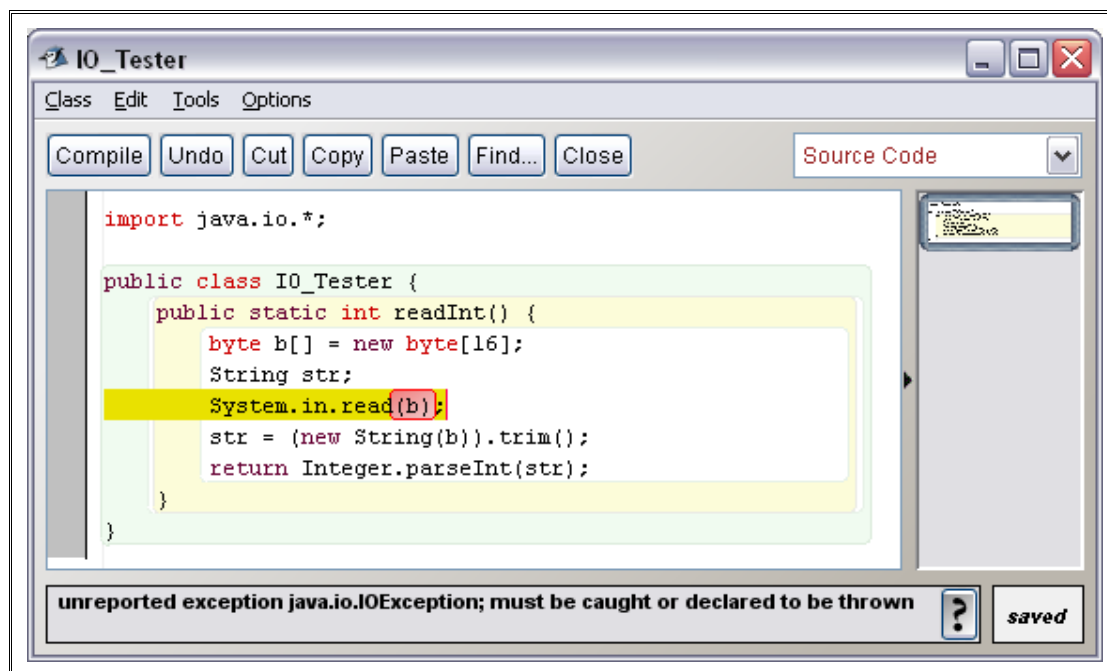 IO_Tester
Class Edit Tools Options
Compile Undo Cut Copy Paste Find... Close Source Code
import java.io.*;
public class IO_Tester {
public static int readInt() {
byte b[] = new byte[16];
String str;
System.in.read(b);
str = (new String(b)).trim();
return Integer.parseInt(str);
}
}
unreported exception java.io.IOException; must be caught or declared to be thrown ? saved